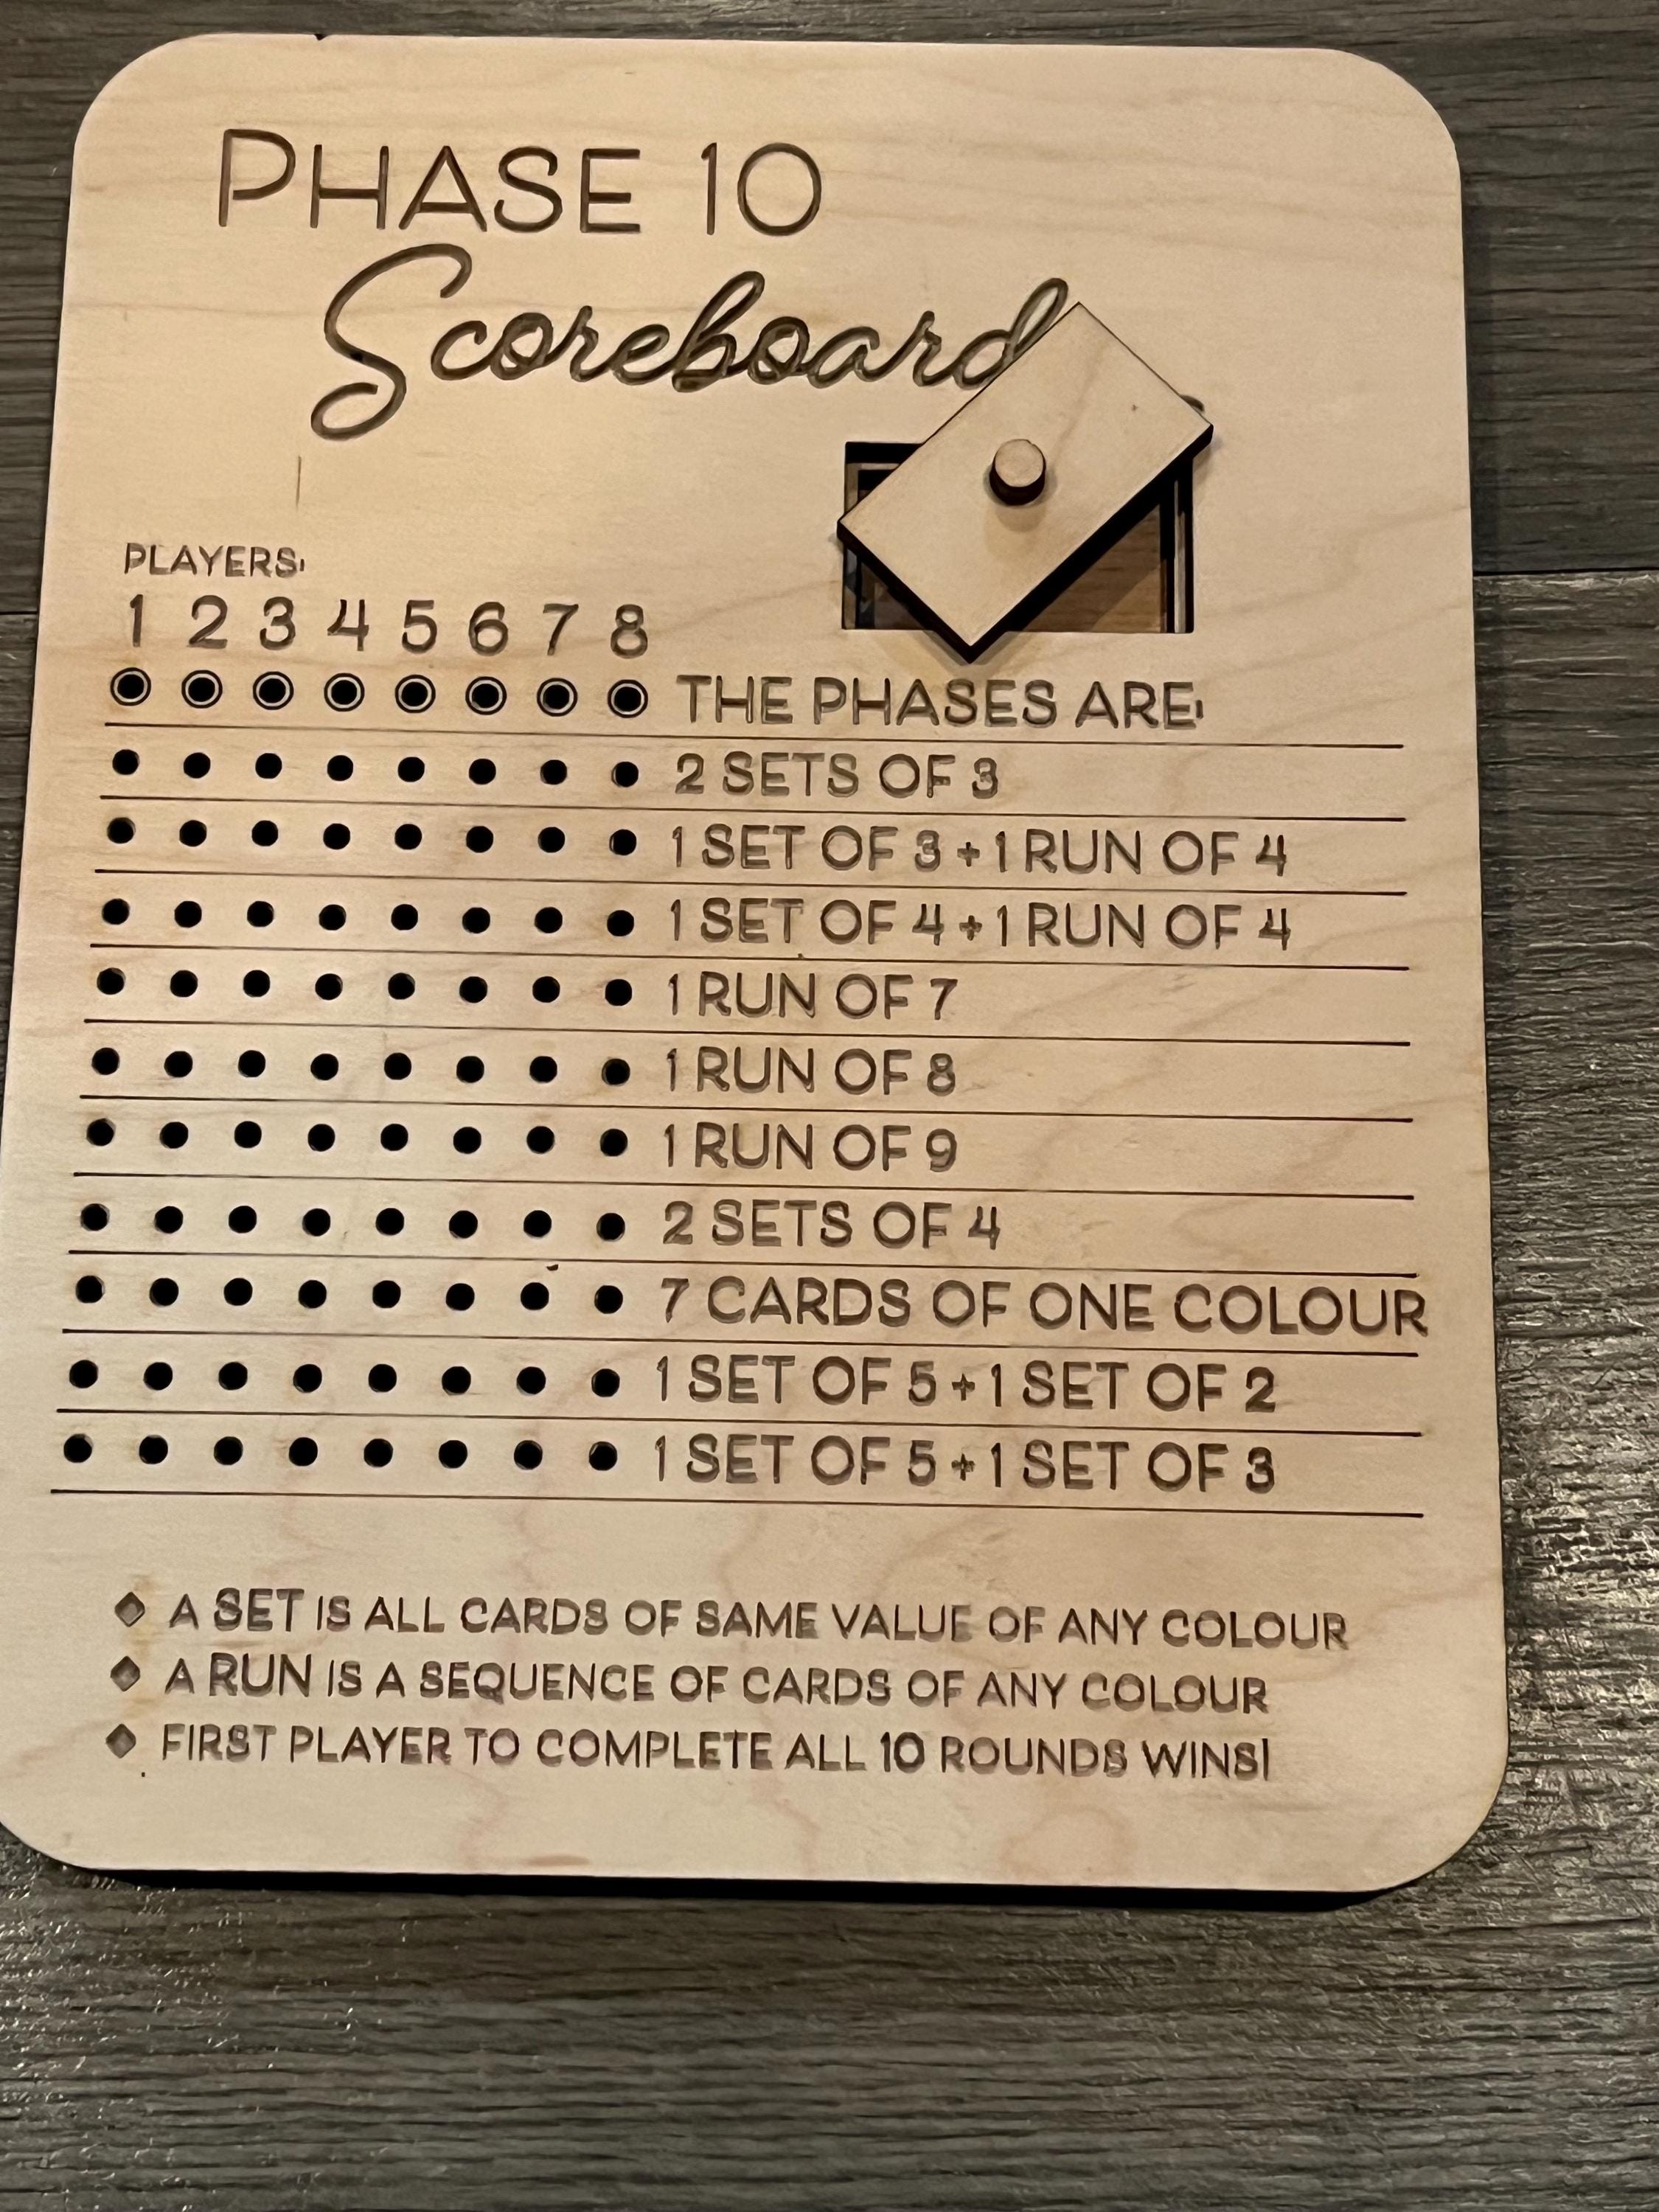 PHASE 10
Scoreboard
PLAYERS:
1 2 3 4 5 6 7 8
THE PHASES ARE:
2 SETS OF 3
1 SET OF 3 + 1 RUN OF 4
1 SET OF 4 + 1 RUN OF 4
1 RUN OF 7
1 RUN OF 8
1 RUN OF 9
2 SETS OF 4
7 CARDS OF ONE COLOUR
1 SET OF 5 + 1 SET OF 2
1 SET OF 5 + 1 SET OF 3
A SET IS ALL CARDS OF SAME VALUE OF ANY COLOUR
A RUN IS A SEQUENCE OF CARDS OF ANY COLOUR
FIRST PLAYER TO COMPLETE ALL 10 ROUNDS WINS!